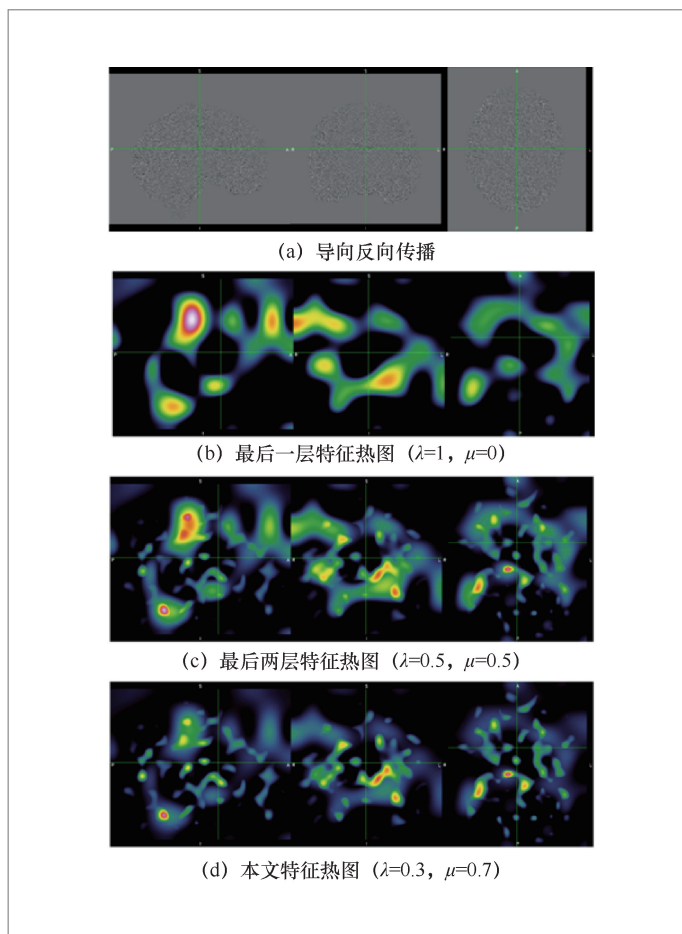 (a) 导向反向传播
(b) 最后一层特征热图（λ=1，μ=0）
(c) 最后两层特征热图（λ=0.5，μ=0.5）
(d) 本文特征热图（λ=0.3，μ=0.7）